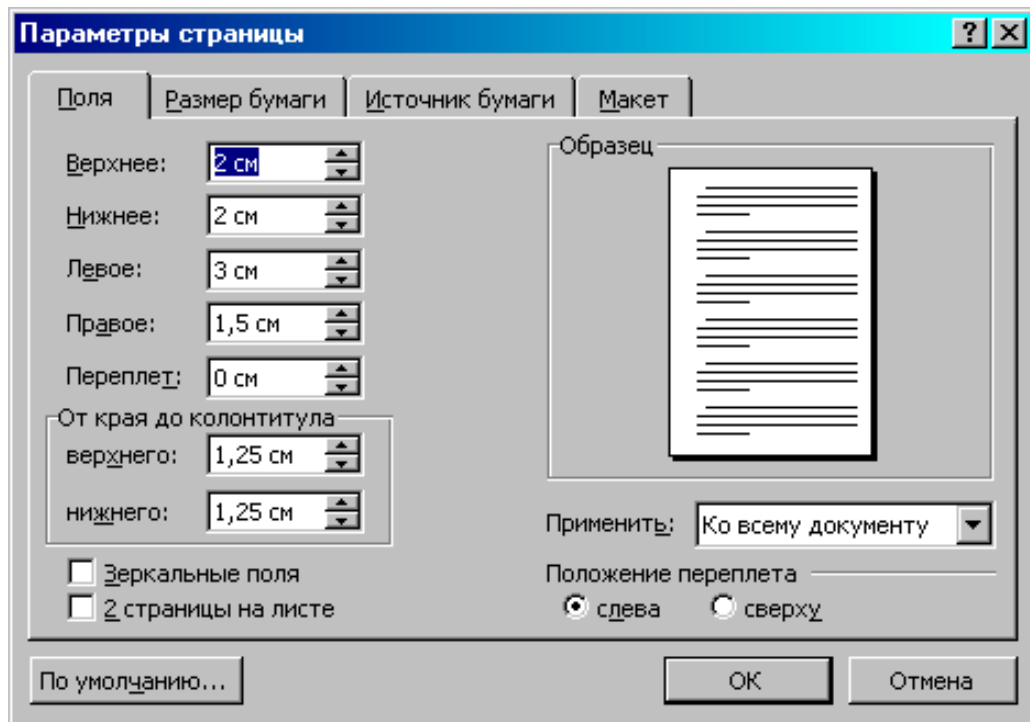 Параметры страницы
Поля Размер бумаги Источник бумаги Макет
Верхнее: 2 см
Нижнее: 2 см
Левое: 3 см
Правое: 1,5 см
Переплет: 0 см
От края до колонтитула
верхнего: 1,25 см
нижнего: 1,25 см
Зеркальные поля
2 страницы на листе
Образец
Применить: Ко всему документу
Положение переплета
слева сверху
По умолчанию... ОК Отмена